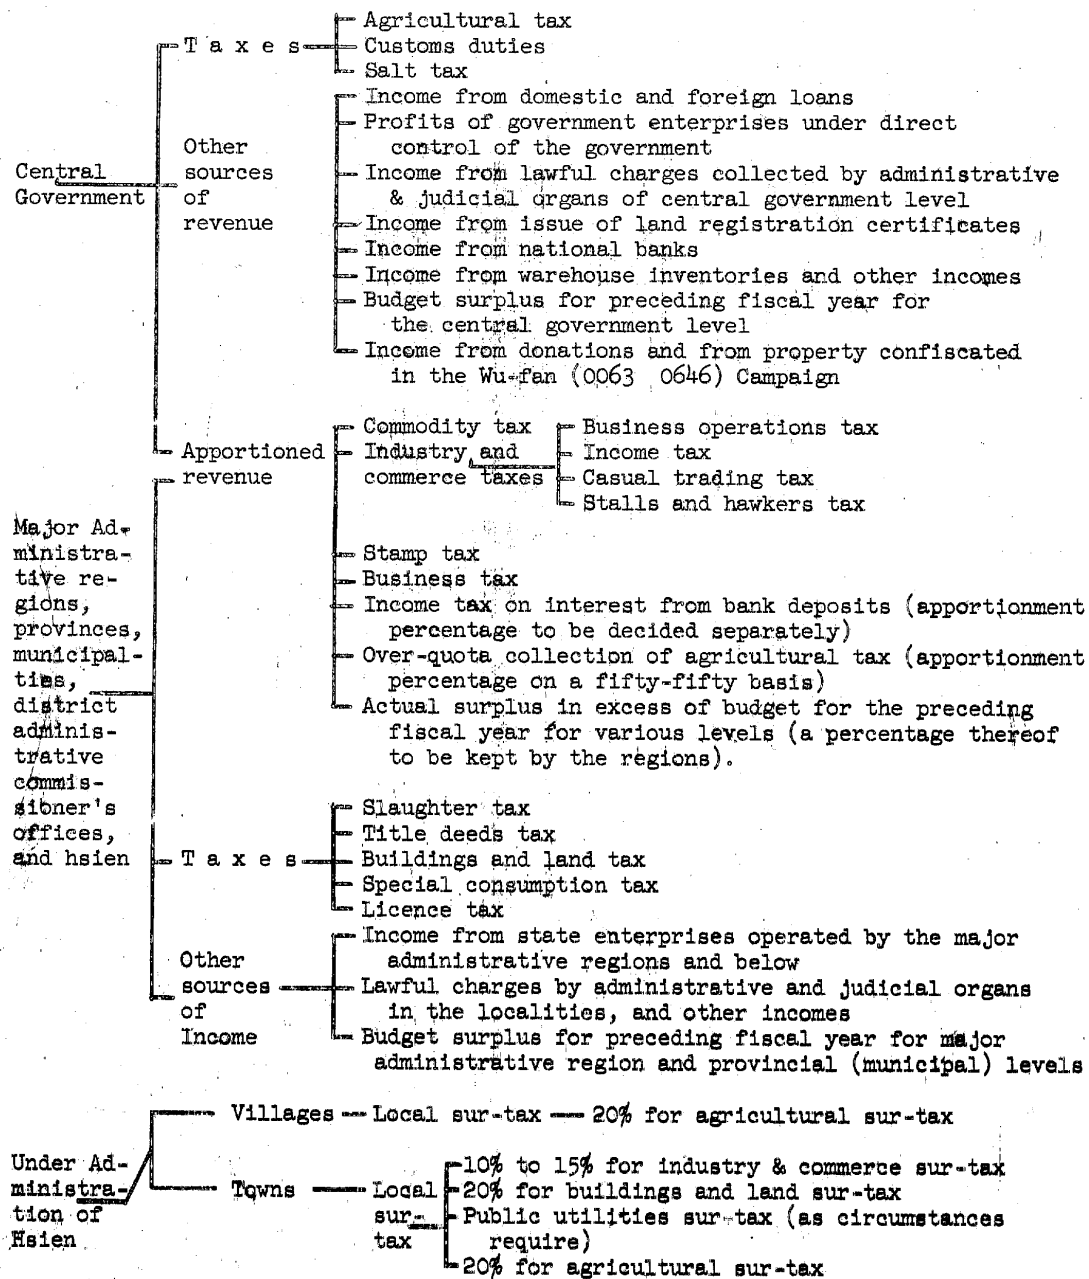 Agricultural tax
T a x e s
Customs duties
Salt tax
Central
Government
Other
sources
of
revenue
Income from domestic and foreign loans
Profits of government enterprises under direct
control of the government
Income from lawful charges collected by administrative
& judicial organs of central government level
Income from issue of land registration certificates
Income from national banks
Income from warehouse inventories and other incomes
Budget surplus for preceding fiscal year for
the central government level
Income from donations and from property confiscated
in the Wu-fan (0063 0646) Campaign
Apportioned
revenue
Commodity tax
Industry and
commerce taxes
Business operations tax
Income tax
Casual trading tax
Stalls and hawkers tax
Stamp tax
Business tax
Income tax on interest from bank deposits (apportionment
percentage to be decided separately)
Over-quota collection of agricultural tax (apportionment
percentage on a fifty-fifty basis)
Actual surplus in excess of budget for the preceding
fiscal year for various levels (a percentage thereof
to be kept by the regions).
Major Ad-
ministra-
tive re-
gions,
provinces,
municipal-
ties,
district
adminis-
trative
commis-
sioner's
offices,
and hsien
T a x e s
Slaughter tax
Title deeds tax
Buildings and land tax
Special consumption tax
Licence tax
Other
sources
of
Income
Income from state enterprises operated by the major
administrative regions and below
Lawful charges by administrative and judicial organs
in the localities, and other incomes
Budget surplus for preceding fiscal year for major
administrative region and provincial (municipal) levels
Under Ad-
ministra-
tion of
Hsien
Villages
Local sur-tax
20% for agricultural sur-tax
Towns
Local
sur-
tax
10% to 15% for industry & commerce sur-tax
20% for buildings and land sur-tax
Public utilities sur-tax (as circumstances
require)
20% for agricultural sur-tax